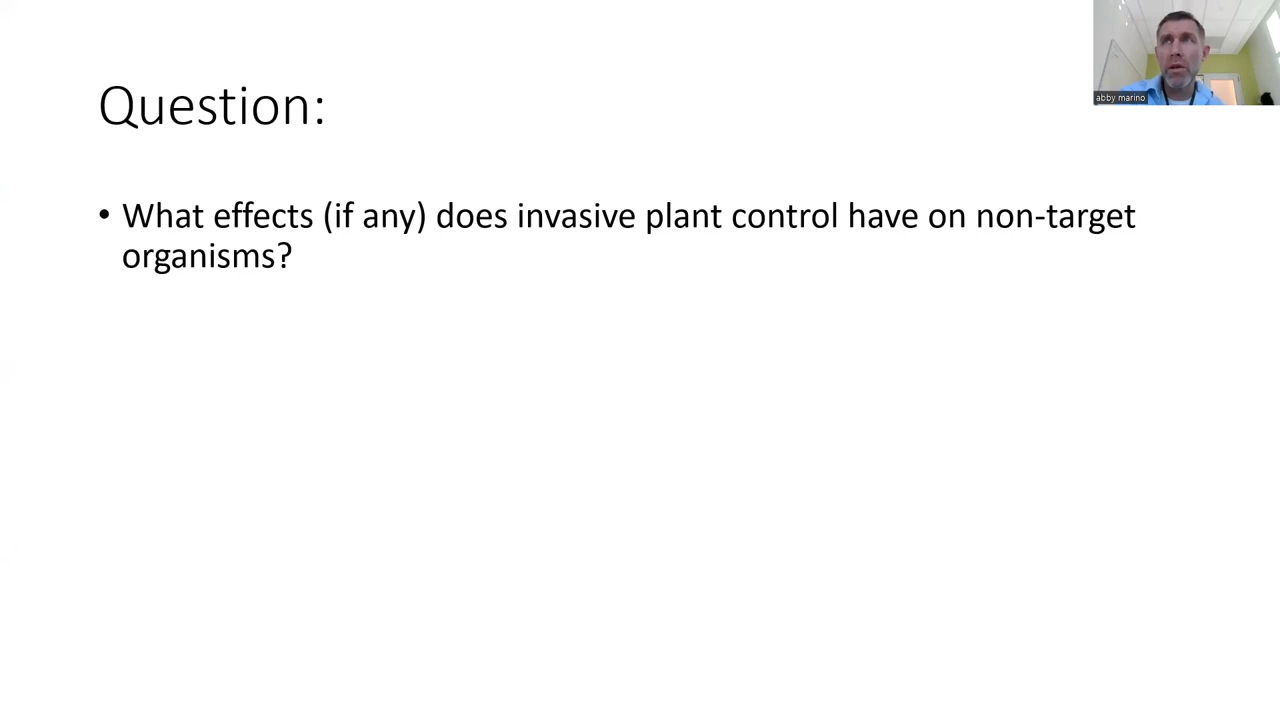 Question:
• What effects (if any) does invasive plant control have on non-target
organisms?
abby marino